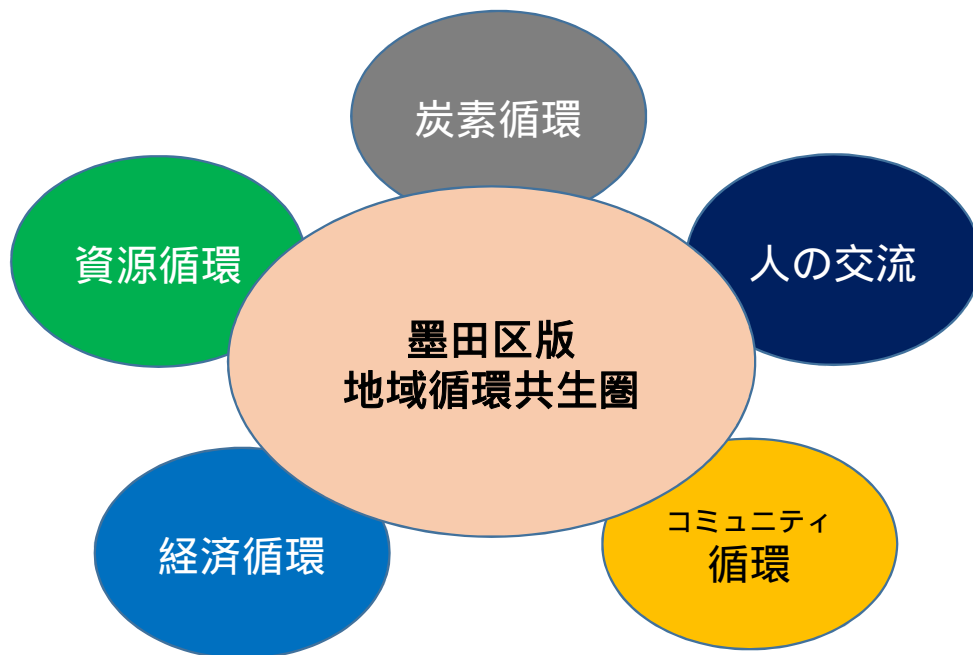 炭素循環
資源循環
人の交流
墨田区版
地域循環共生圏
経済循環
コミュニティ
循環